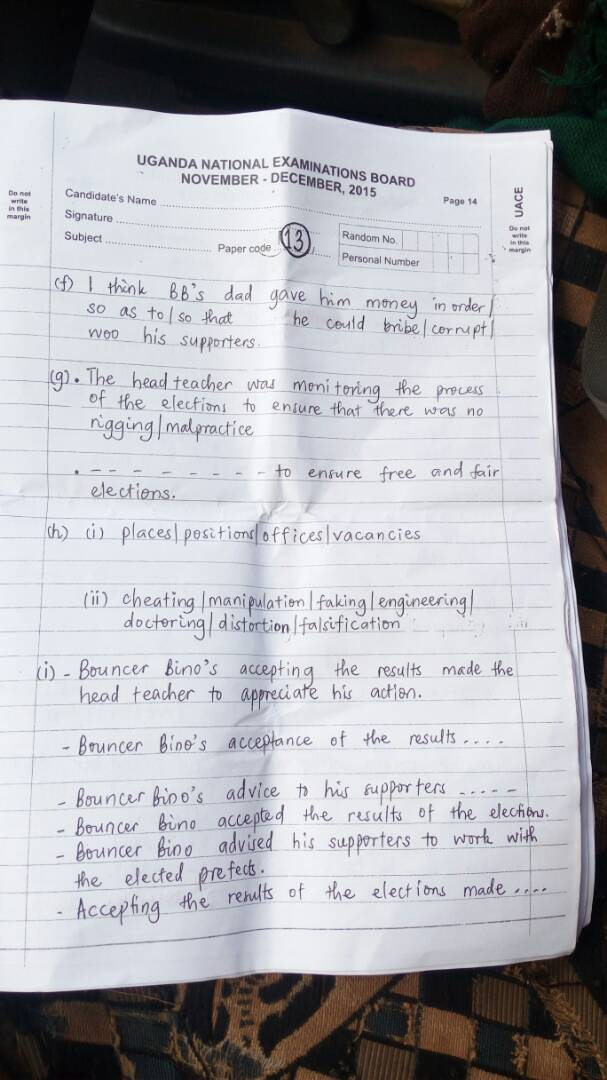 UGANDA NATIONAL EXAMINATIONS BOARD
NOVEMBER - DECEMBER, 2015
Page 14
UACE
Do not
write
in this
margin
Do not
write
in this
margin
Candidate's Name
Signature
Subject
Paper code
13
Random No.
Personal Number
(f) I think BB's dad gave him money in order/
so as to/so that he could bribe/corrupt/
woo his supporters.
(g). The head teacher was monitoring the process
of the elections to ensure that there was no
rigging/malpractice
• - - - - - - - - to ensure free and fair
elections.
(h) (i) places/positions/offices/vacancies
(ii) cheating/manipulation/faking/engineering/
doctoring/distortion/falsification
(i) - Bouncer Bino's accepting the results made the
head teacher to appreciate his action.
- Bouncer Bino's acceptance of the results....
- Bouncer Bino's advice to his supporters -----
- Bouncer Bino accepted the results of the elections.
- Bouncer Bino advised his supporters to work with
the elected prefects.
- Accepting the results of the elections made ....